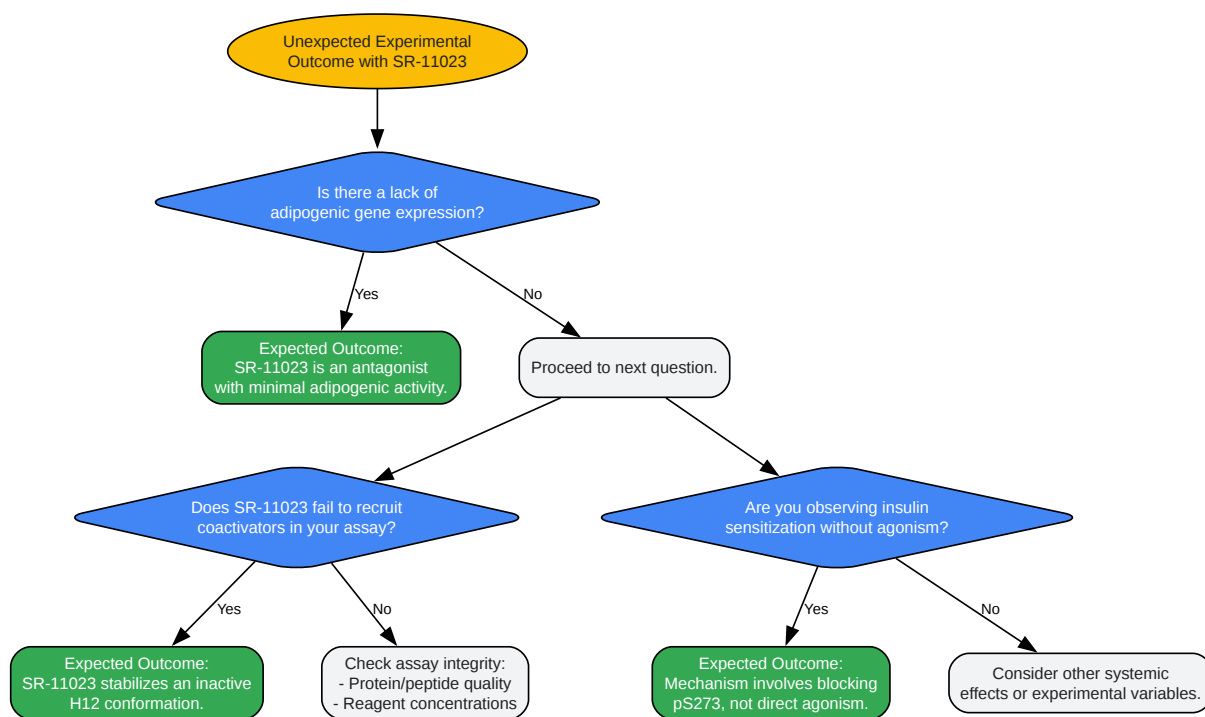 Unexpected Experimental
Outcome with SR-11023
Is there a lack of
adipogenic gene expression?
Yes
No
Expected Outcome:
SR-11023 is an antagonist
with minimal adipogenic activity.
Proceed to next question.
Does SR-11023 fail to recruit
coactivators in your assay?
Are you observing insulin
sensitization without agonism?
Yes
No
Yes
No
Expected Outcome:
SR-11023 stabilizes an inactive
H12 conformation.
Check assay integrity:
- Protein/peptide quality
- Reagent concentrations
Expected Outcome:
Mechanism involves blocking
pS273, not direct agonism.
Consider other systemic
effects or experimental variables.